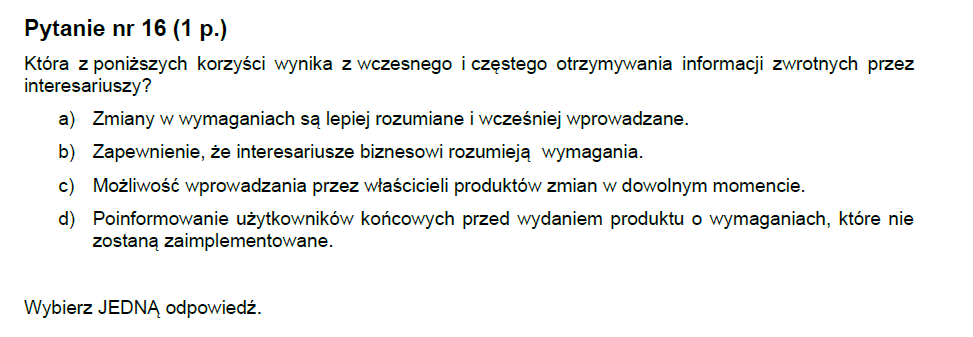 Pytanie nr 16 (1 p.)
Która z poniższych korzyści wynika z wczesnego i częstego otrzymywania informacji zwrotnych przez
interesariuszy?
a) Zmiany w wymaganiach są lepiej rozumiane i wcześniej wprowadzane.
b) Zapewnienie, że interesariusze biznesowi rozumieją wymagania.
c) Możliwość wprowadzania przez właścicieli produktów zmian w dowolnym momencie.
d) Poinformowanie użytkowników końcowych przed wydaniem produktu o wymaganiach, które nie
zostaną zaimplementowane.
Wybierz JEDNĄ odpowiedź.